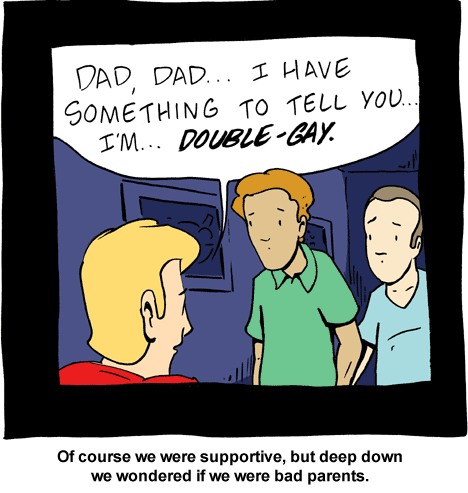 DAD, DAD... I HAVE
SOMETHING TO TELL YOU...
I'M... DOUBLE-GAY.
Of course we were supportive, but deep down
we wondered if we were bad parents.